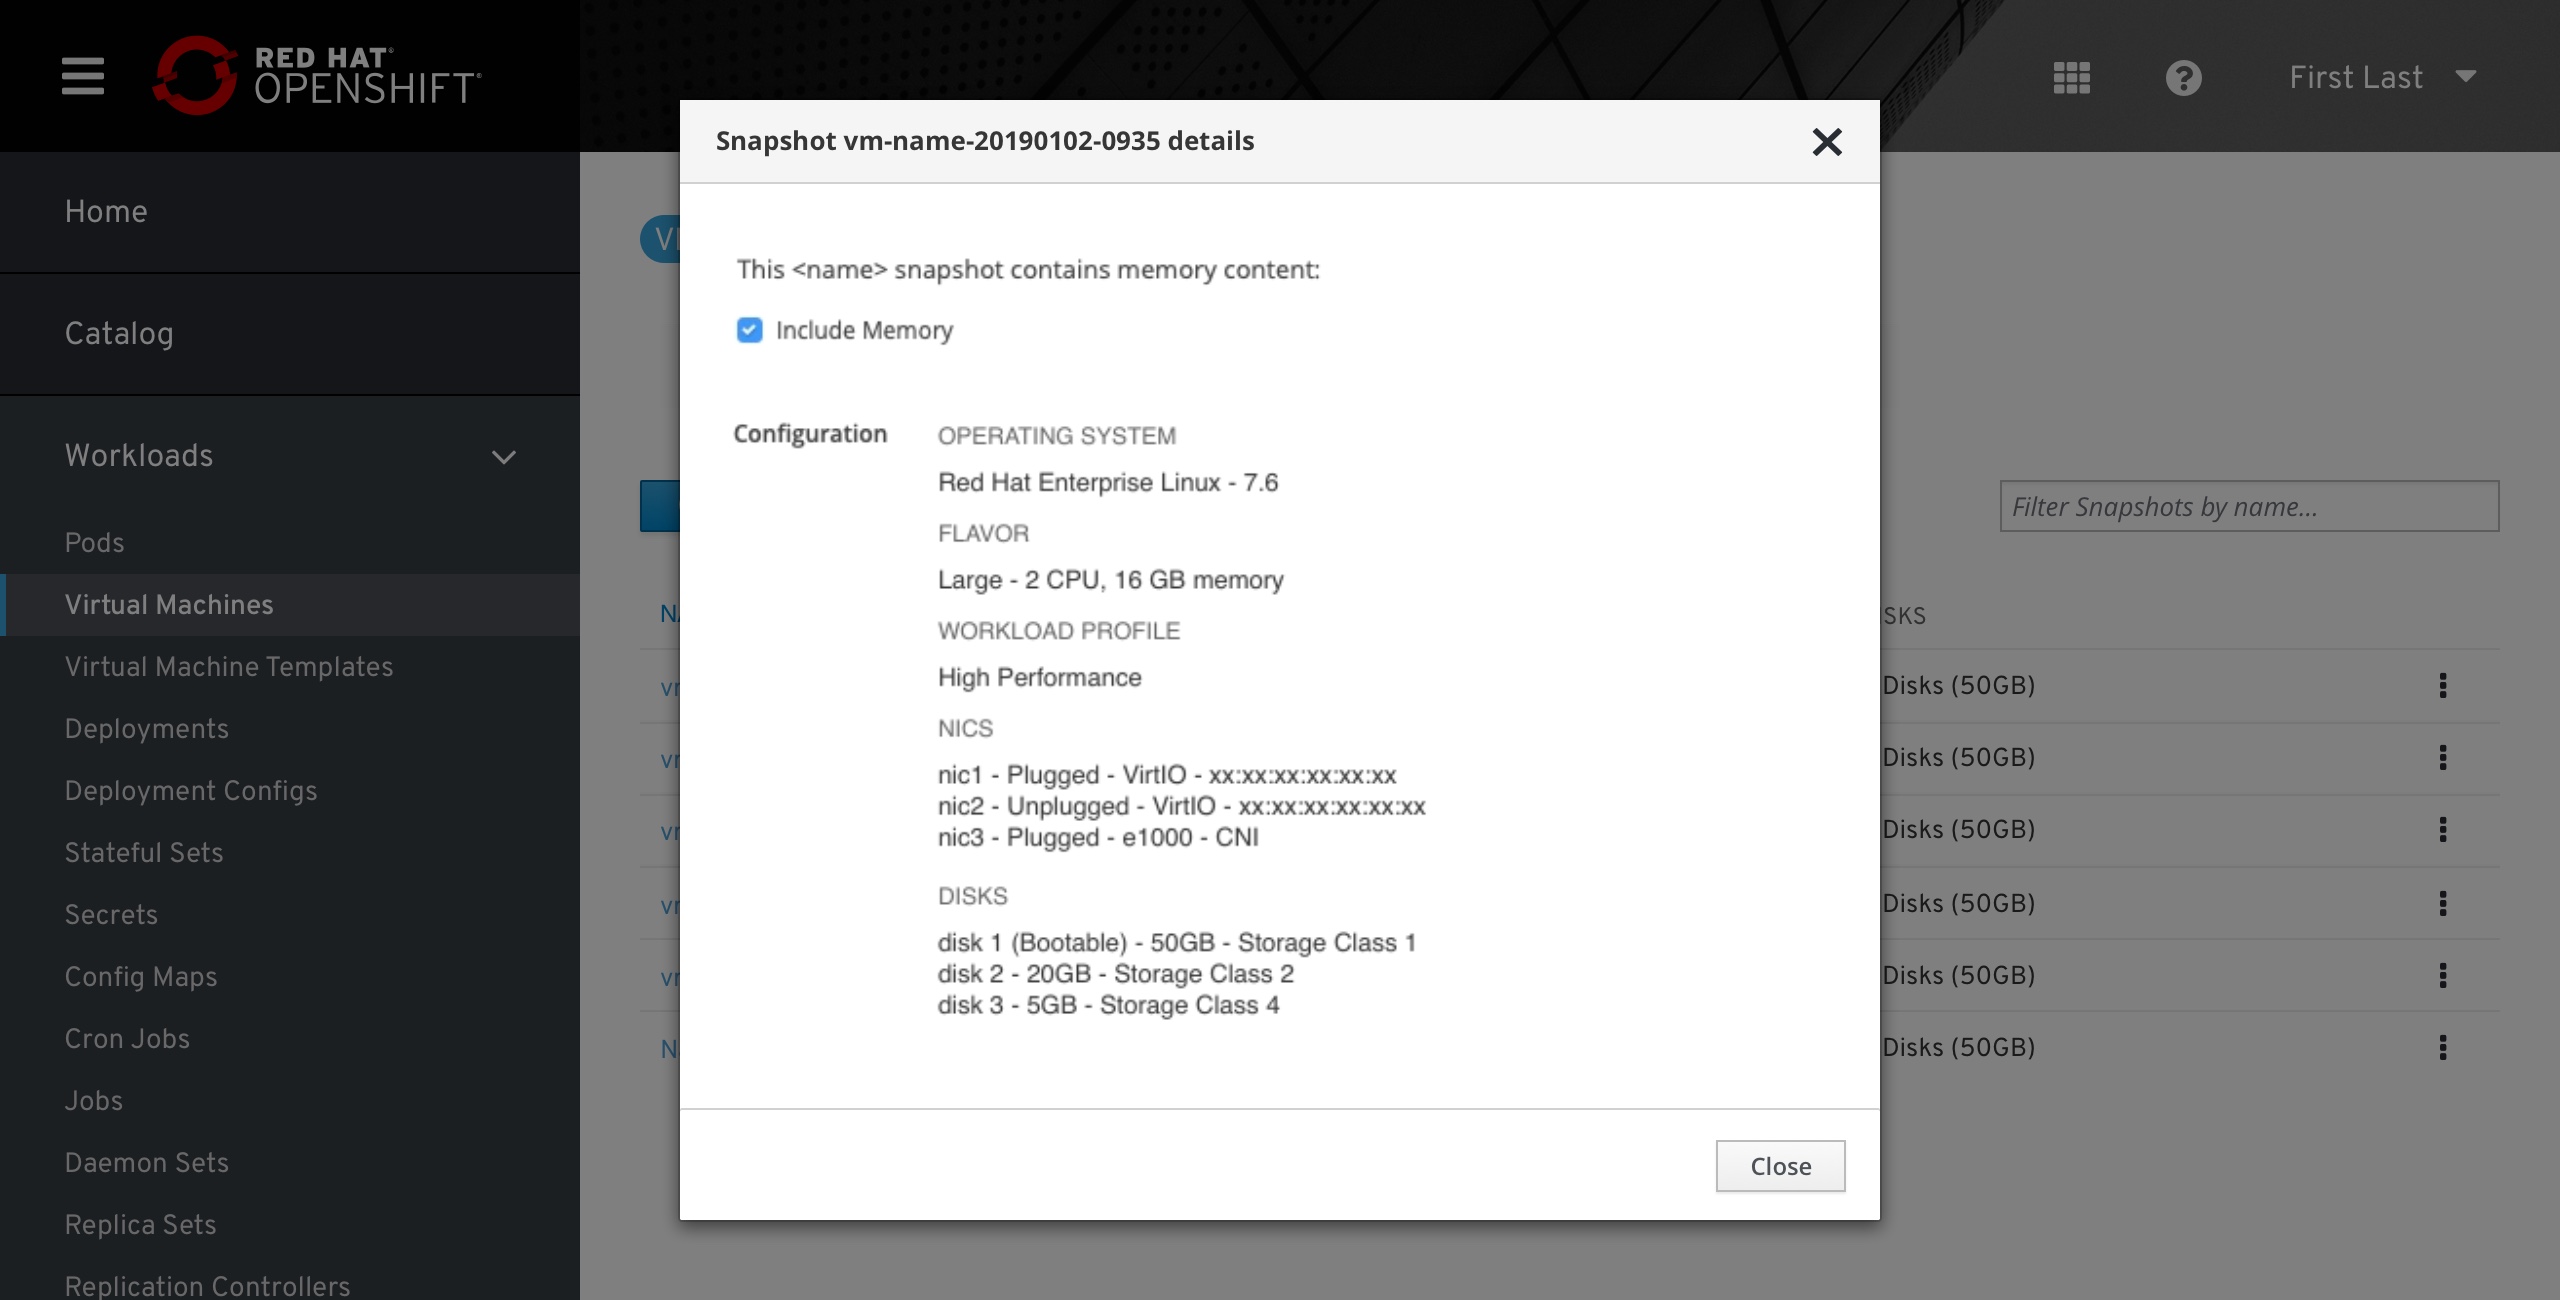 RED HAT®
OPENSHIFT®
First Last
Home
Catalog
Workloads
Pods
Virtual Machines
Virtual Machine Templates
Deployments
Deployment Configs
Stateful Sets
Secrets
Config Maps
Cron Jobs
Jobs
Daemon Sets
Replica Sets
Replication Controllers
Snapshot vm-name-20190102-0935 details
This <name> snapshot contains memory content:
Include Memory
Configuration
OPERATING SYSTEM
Red Hat Enterprise Linux - 7.6
FLAVOR
Large - 2 CPU, 16 GB memory
WORKLOAD PROFILE
High Performance
NICS
nic1 - Plugged - VirtIO - xx:xx:xx:xx:xx:xx
nic2 - Unplugged - VirtIO - xx:xx:xx:xx:xx:xx
nic3 - Plugged - e1000 - CNI
DISKS
disk 1 (Bootable) - 50GB - Storage Class 1
disk 2 - 20GB - Storage Class 2
disk 3 - 5GB - Storage Class 4
Close
Filter Snapshots by name...
Disks (50GB)
Disks (50GB)
Disks (50GB)
Disks (50GB)
Disks (50GB)
Disks (50GB)